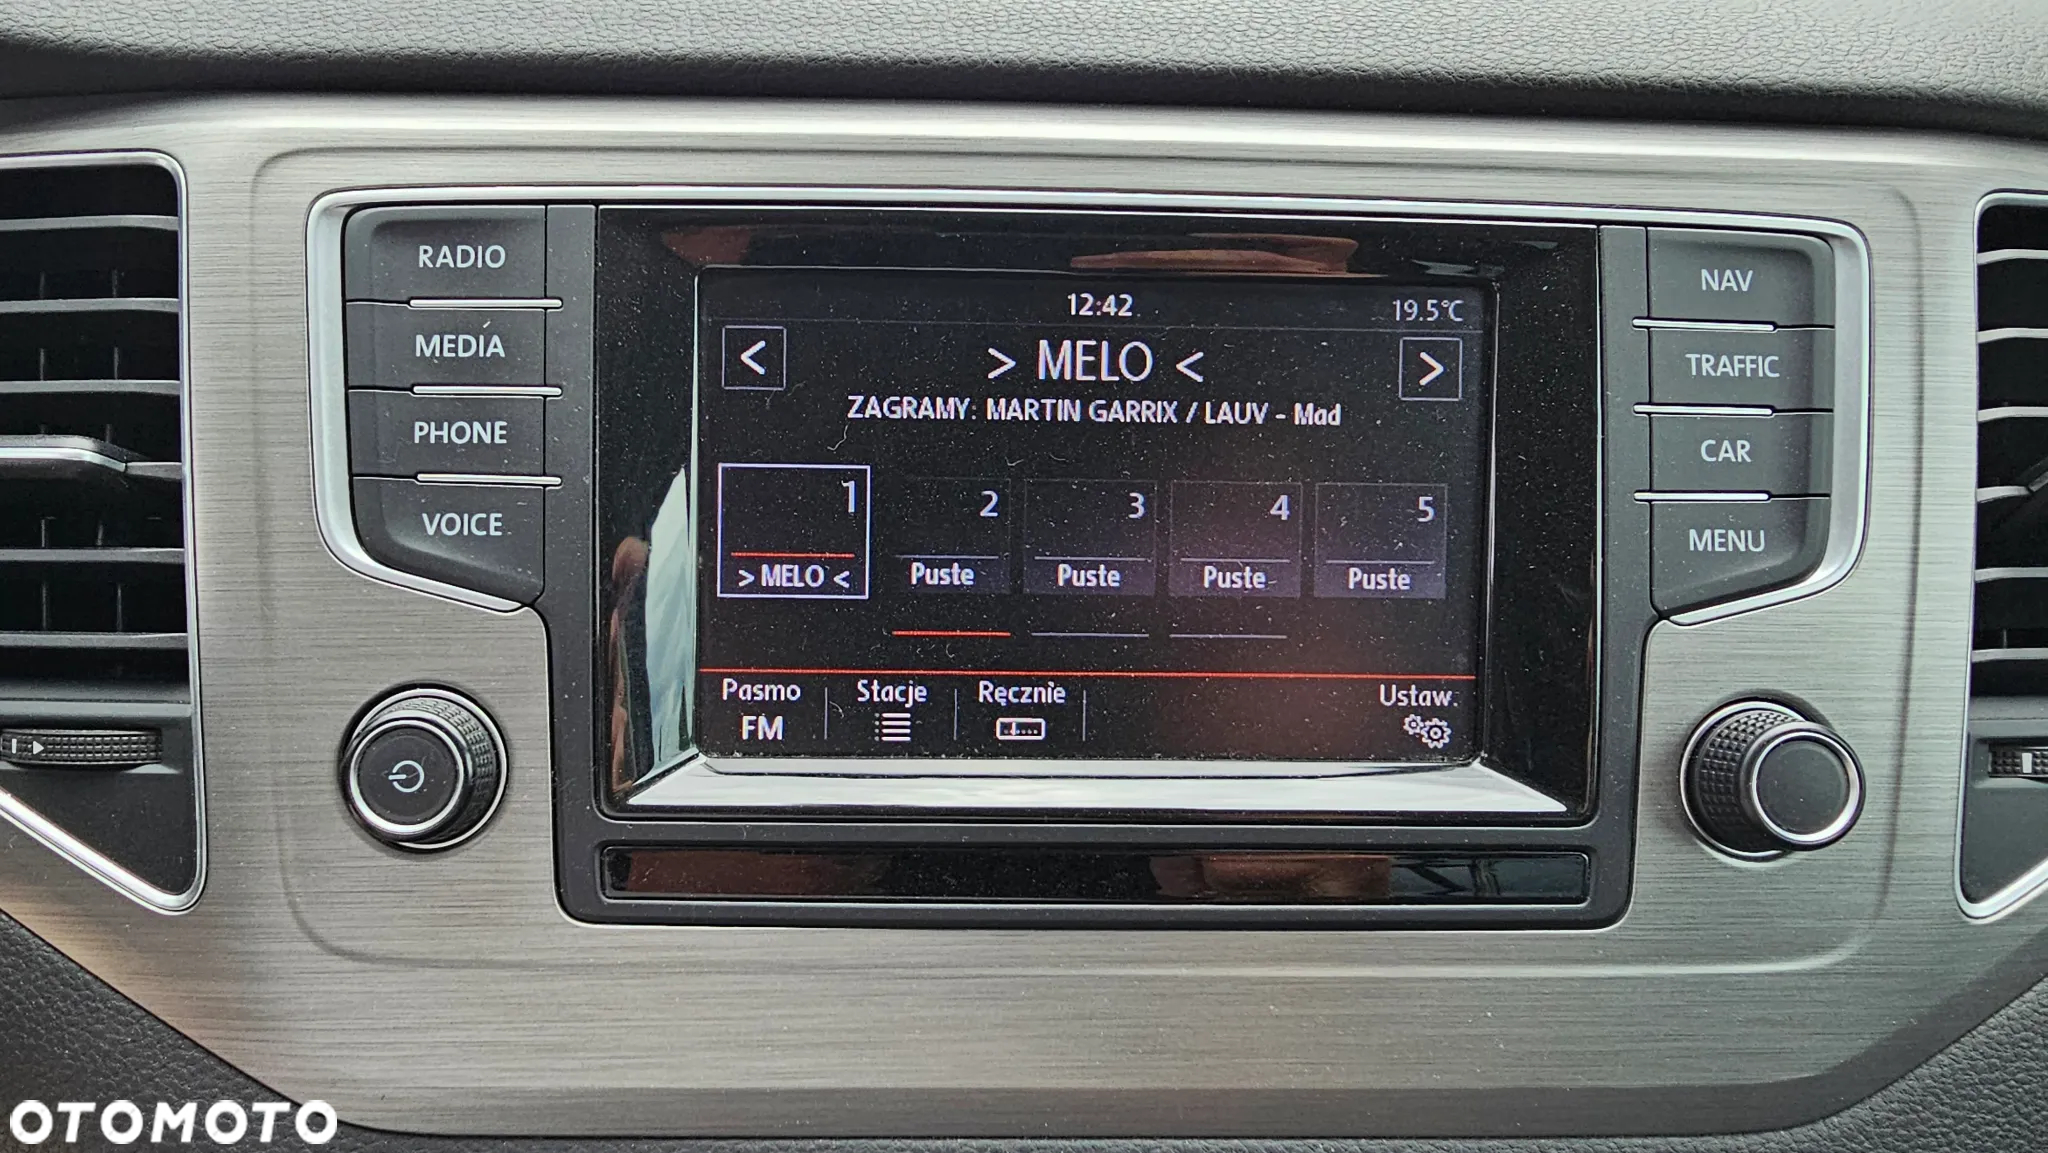 RADIO
MEDIA
PHONE
VOICE
12:42
19.5°C
<
> MELO <
>
ZAGRAMY: MARTIN GARRIX / LAUV - Mad
1
2
3
4
5
> MELO <
Puste
Puste
Puste
Puste
Pasmo
FM
Stacje
Ręcznie
Ustaw.
NAV
TRAFFIC
CAR
MENU
OTOMOTO